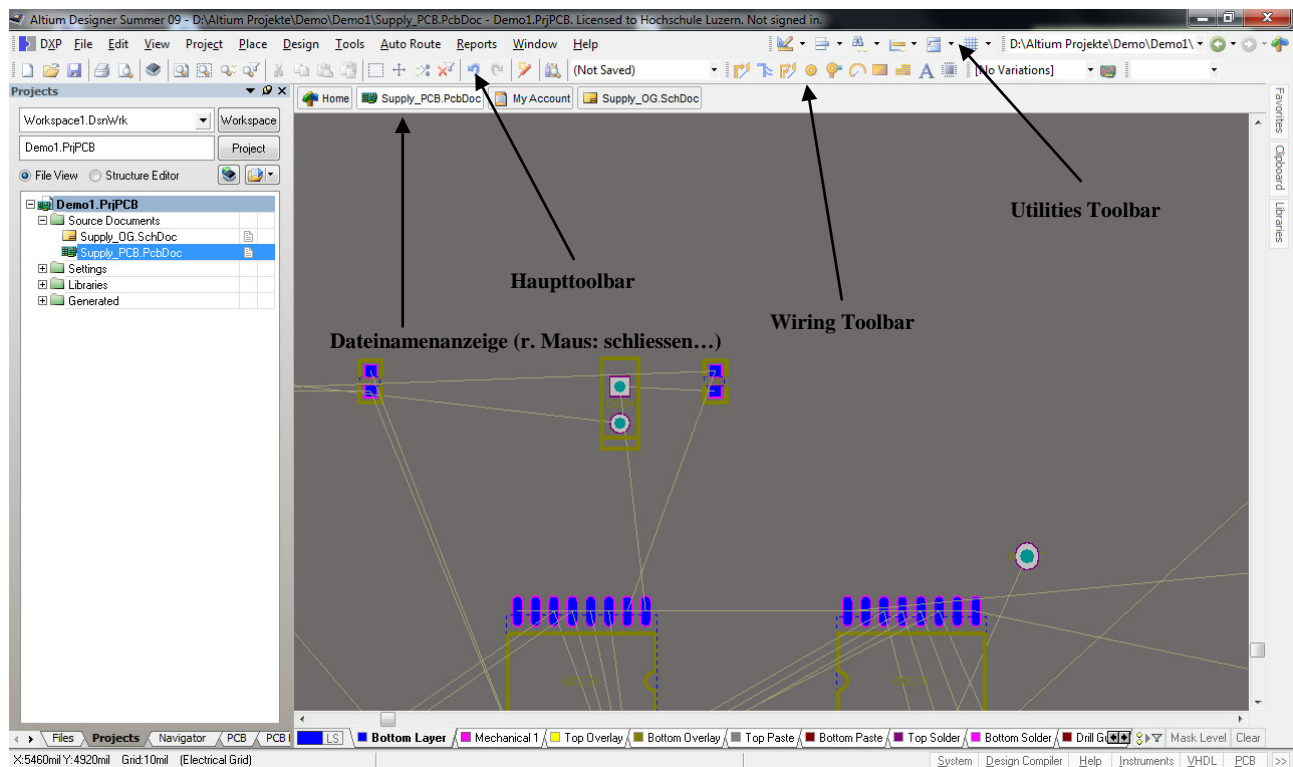 Altium Designer Summer 09 - D:\Altium Projekte\Demo\Demo1\Supply_PCB.PcbDoc - Demo1.PrjPCB. Licensed to Hochschule Luzern. Not signed in.
DXP File Edit View Project Place Design Tools Auto Route Reports Window Help D:\Altium Projekte\Demo\Demo1\
(Not Saved) A [No Variations]
Projects
Home Supply_PCB.PcbDoc My Account Supply_OG.SchDoc
Workspace1.DsnWrk Workspace
Demo1.PrjPCB Project
File View Structure Editor
Demo1.PrjPCB
Source Documents
Supply_OG.SchDoc
Supply_PCB.PcbDoc
Settings
Libraries
Generated
Favorites
Clipboard
Libraries
Utilities Toolbar
Haupttoolbar
Wiring Toolbar
Dateinamenanzeige (r. Maus: schliessen…)
Files Projects Navigator PCB PCB LS Bottom Layer Mechanical 1 Top Overlay Bottom Overlay Top Paste Bottom Paste Top Solder Bottom Solder Drill Mask Level Clear
X:5460mil Y:4920mil Grid:10mil (Electrical Grid) System Design Compiler Help Instruments VHDL PCB >>